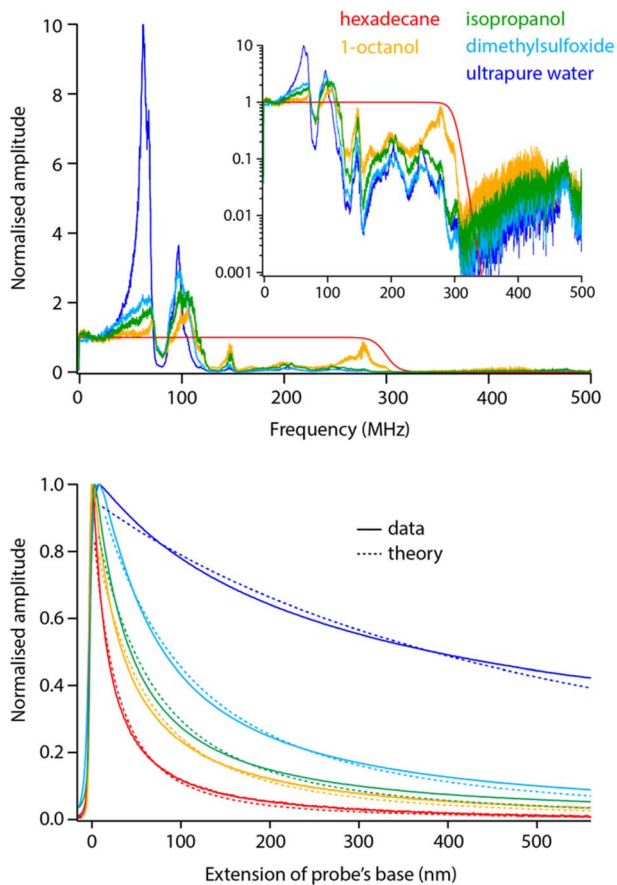 hexadecane isopropanol
1-octanol dimethylsulfoxide
ultrapure water
10
8
6
4
2
0
Normalised amplitude
10
1
0.1
0.01
0.001
0 100 200 300 400 500
0 100 200 300 400 500
Frequency (MHz)
1.0
0.8
0.6
0.4
0.2
0.0
Normalised amplitude
data
theory
0 100 200 300 400 500
Extension of probe's base (nm)